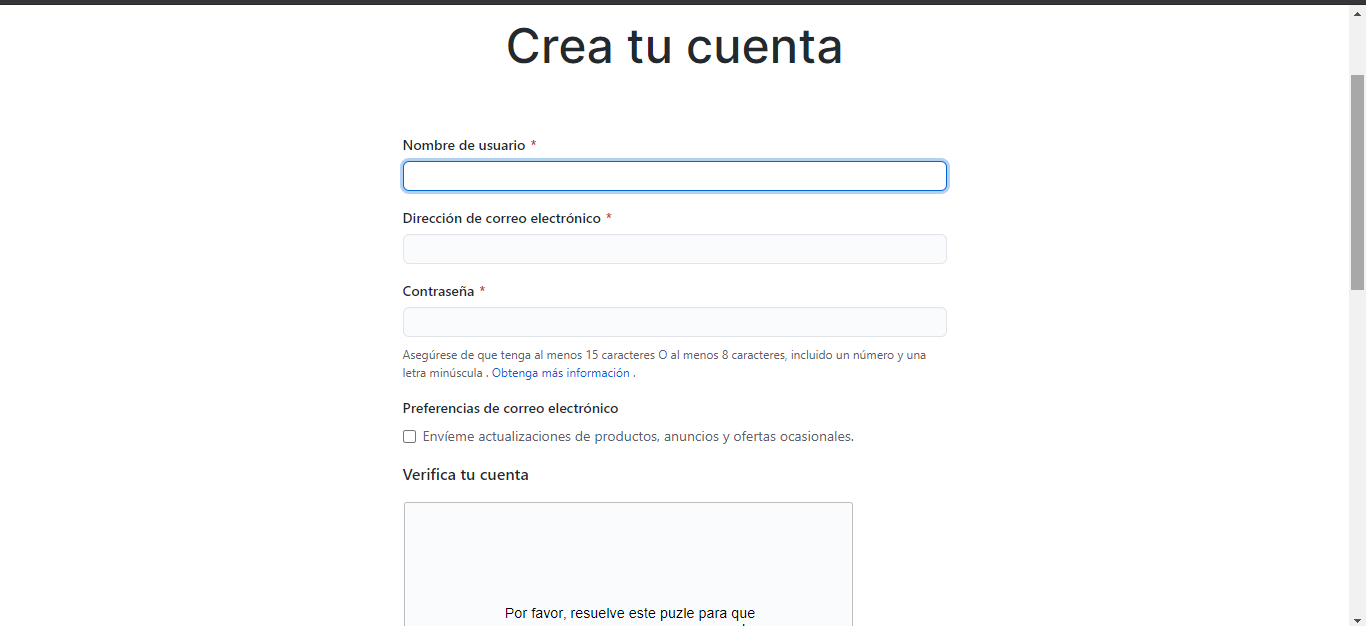 Crea tu cuenta
Nombre de usuario *
Dirección de correo electrónico *
Contraseña *
Asegúrese de que tenga al menos 15 caracteres O al menos 8 caracteres, incluido un número y una
letra minúscula . Obtenga más información .
Preferencias de correo electrónico
Envíeme actualizaciones de productos, anuncios y ofertas ocasionales.
Verifica tu cuenta
Por favor, resuelve este puzle para que